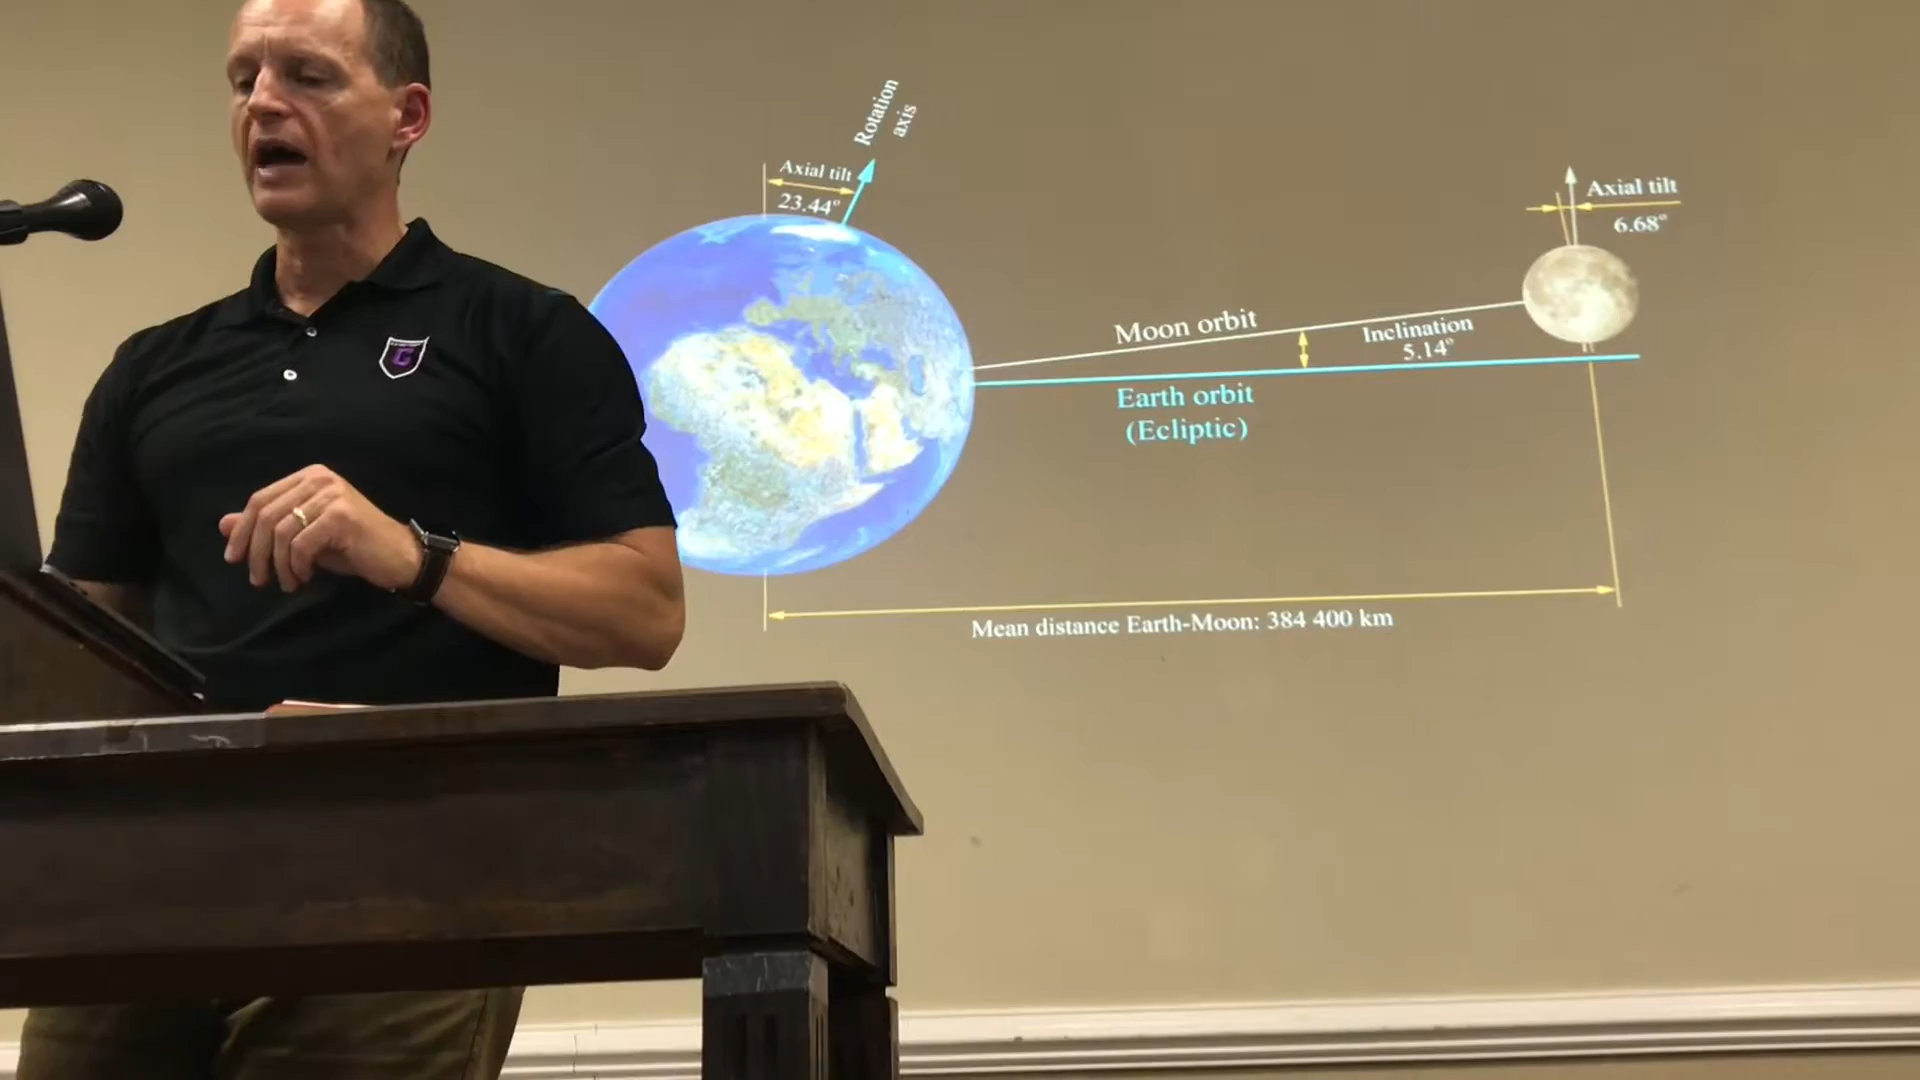 Rotation
axis
Axial tilt
23.44°
Axial tilt
6.68°
Moon orbit
Inclination
5.14°
Earth orbit
(Ecliptic)
Mean distance Earth-Moon: 384 400 km
C